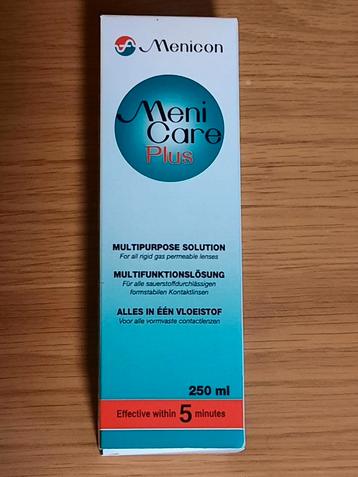 Menicon
Meni
Care
Plus
MULTIPURPOSE SOLUTION
For all rigid gas permeable lenses
MULTIFUNKTIONSLÖSUNG
Für alle sauerstoffdurchlässigen
formstabilen Kontaktlinsen
ALLES IN ÉÉN VLOEISTOF
Voor alle vormvaste contactlenzen
250 ml
Effective within 5 minutes